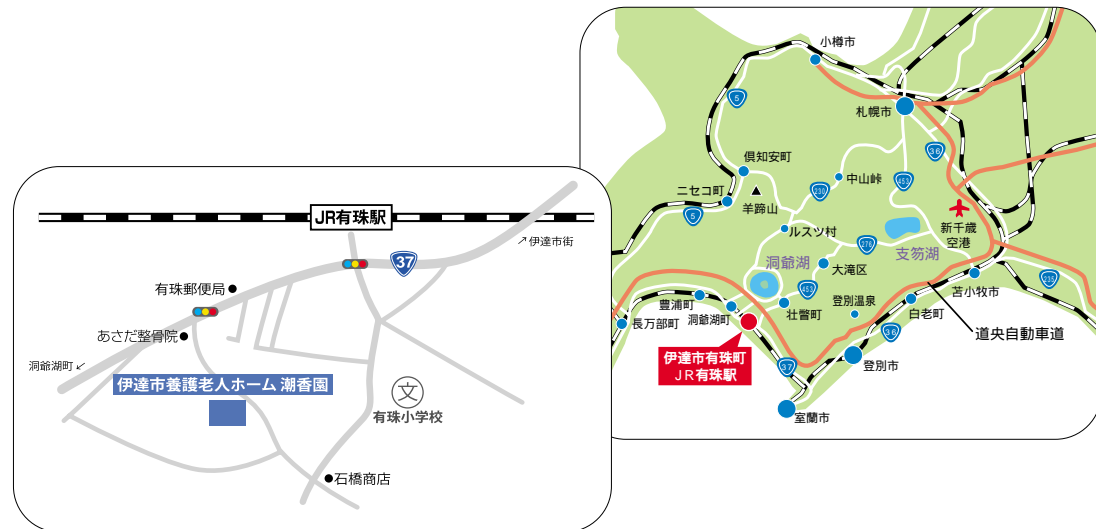 JR有珠駅
↗伊達市街
37
有珠郵便局
あさだ整骨院
洞爺湖町↙
伊達市養護老人ホーム 潮香園
文
有珠小学校
石橋商店
小樽市
5
札幌市
36
倶知安町
中山峠
230
453
ニセコ町
羊蹄山
5
新千歳
空港
ルスツ村
276
支笏湖
洞爺湖
大滝区
453
登別温泉
苫小牧市
235
豊浦町
洞爺湖町
壮瞥町
白老町
長万部町
36
道央自動車道
伊達市有珠町
JR有珠駅
37
登別市
室蘭市